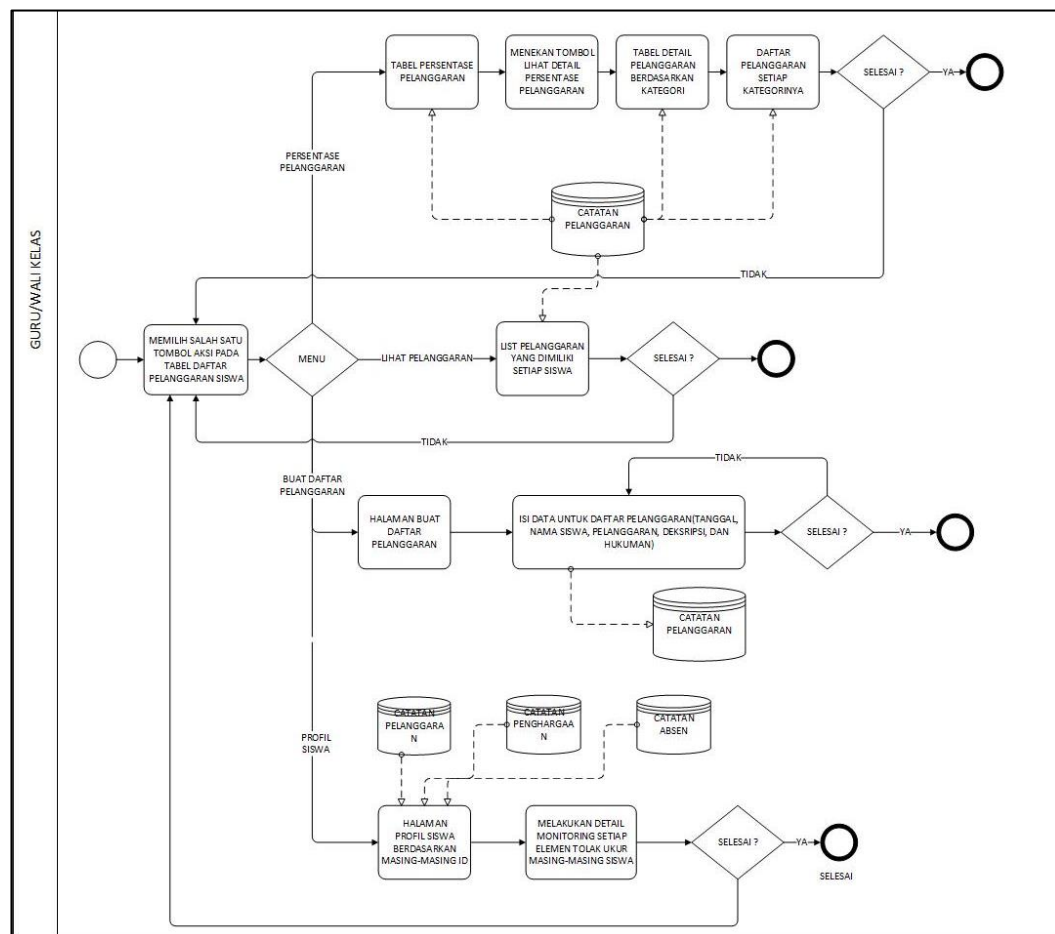 GURU/WALI KELAS
TABEL PERSENTASE
PELANGGARAN
MENEKAN TOMBOL
LIHAT DETAIL
PERSENTASE
PELANGGARAN
TABEL DETAIL
PELANGGARAN
BERDASARKAN
KATEGORI
DAFTAR
PELANGGARAN
SETIAP
KATEGORINYA
SELESAI ?
YA
PERSENTASE
PELANGGARAN
CATATAN
PELANGGARAN
TIDAK
MEMILIH SALAH SATU
TOMBOL AKSI PADA
TABEL DAFTAR
PELANGGARAN SISWA
MENU
LIHAT PELANGGARAN
LIST PELANGGARAN
YANG DIMILIKI
SETIAP SISWA
SELESAI ?
TIDAK
BUAT DAFTAR
PELANGGARAN
HALAMAN BUAT
DAFTAR
PELANGGARAN
ISI DATA UNTUK DAFTAR PELANGGARAN(TANGGAL,
NAMA SISWA, PELANGGARAN, DEKSRIPSI, DAN
HUKUMAN)
TIDAK
SELESAI ?
YA
CATATAN
PELANGGARAN
CATATAN
PELANGGARA
N
CATATAN
PENGHARGAA
N
CATATAN
ABSEN
PROFIL
SISWA
HALAMAN
PROFIL SISWA
BERDASARKAN
MASING-MASING ID
MELAKUKAN DETAIL
MONITORING SETIAP
ELEMEN TOLAK UKUR
MASING-MASING SISWA
SELESAI ?
YA
SELESAI